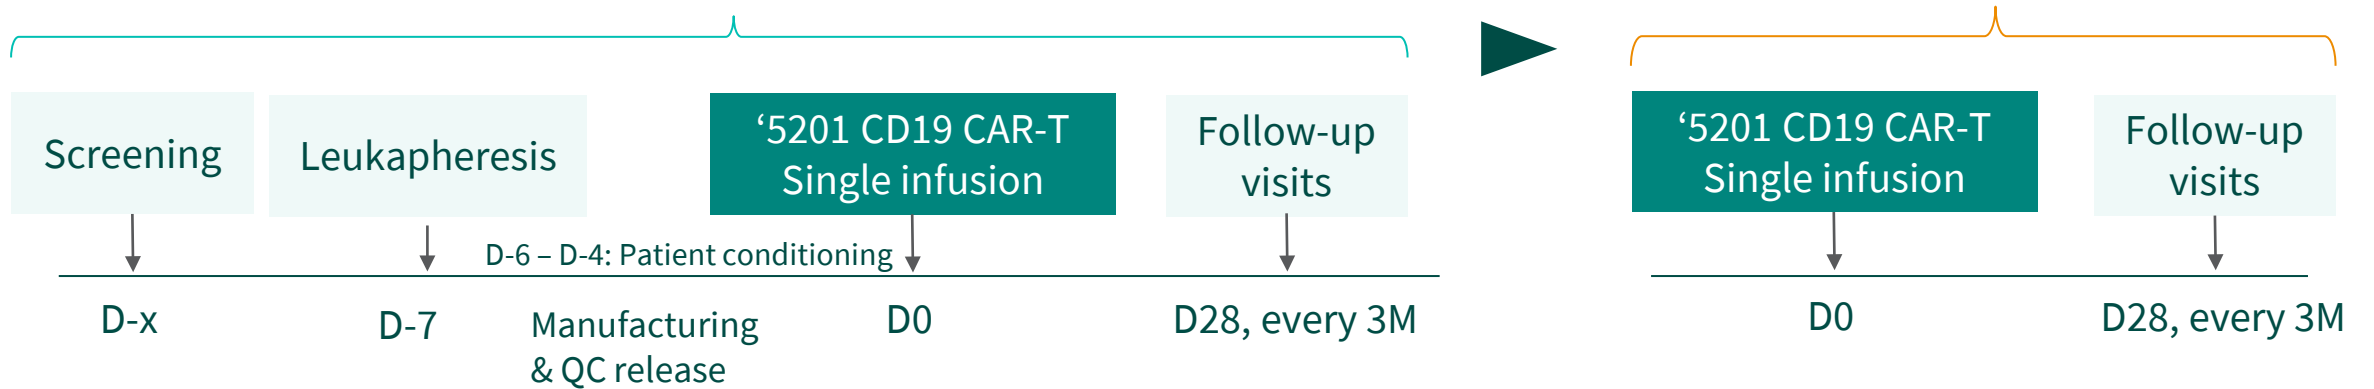 Screening
Leukapheresis
‘5201 CD19 CAR-T
Single infusion
Follow-up
visits
D-6 – D-4: Patient conditioning
D-x
D-7
Manufacturing
& QC release
D0
D28, every 3M
‘5201 CD19 CAR-T
Single infusion
Follow-up
visits
D0
D28, every 3M